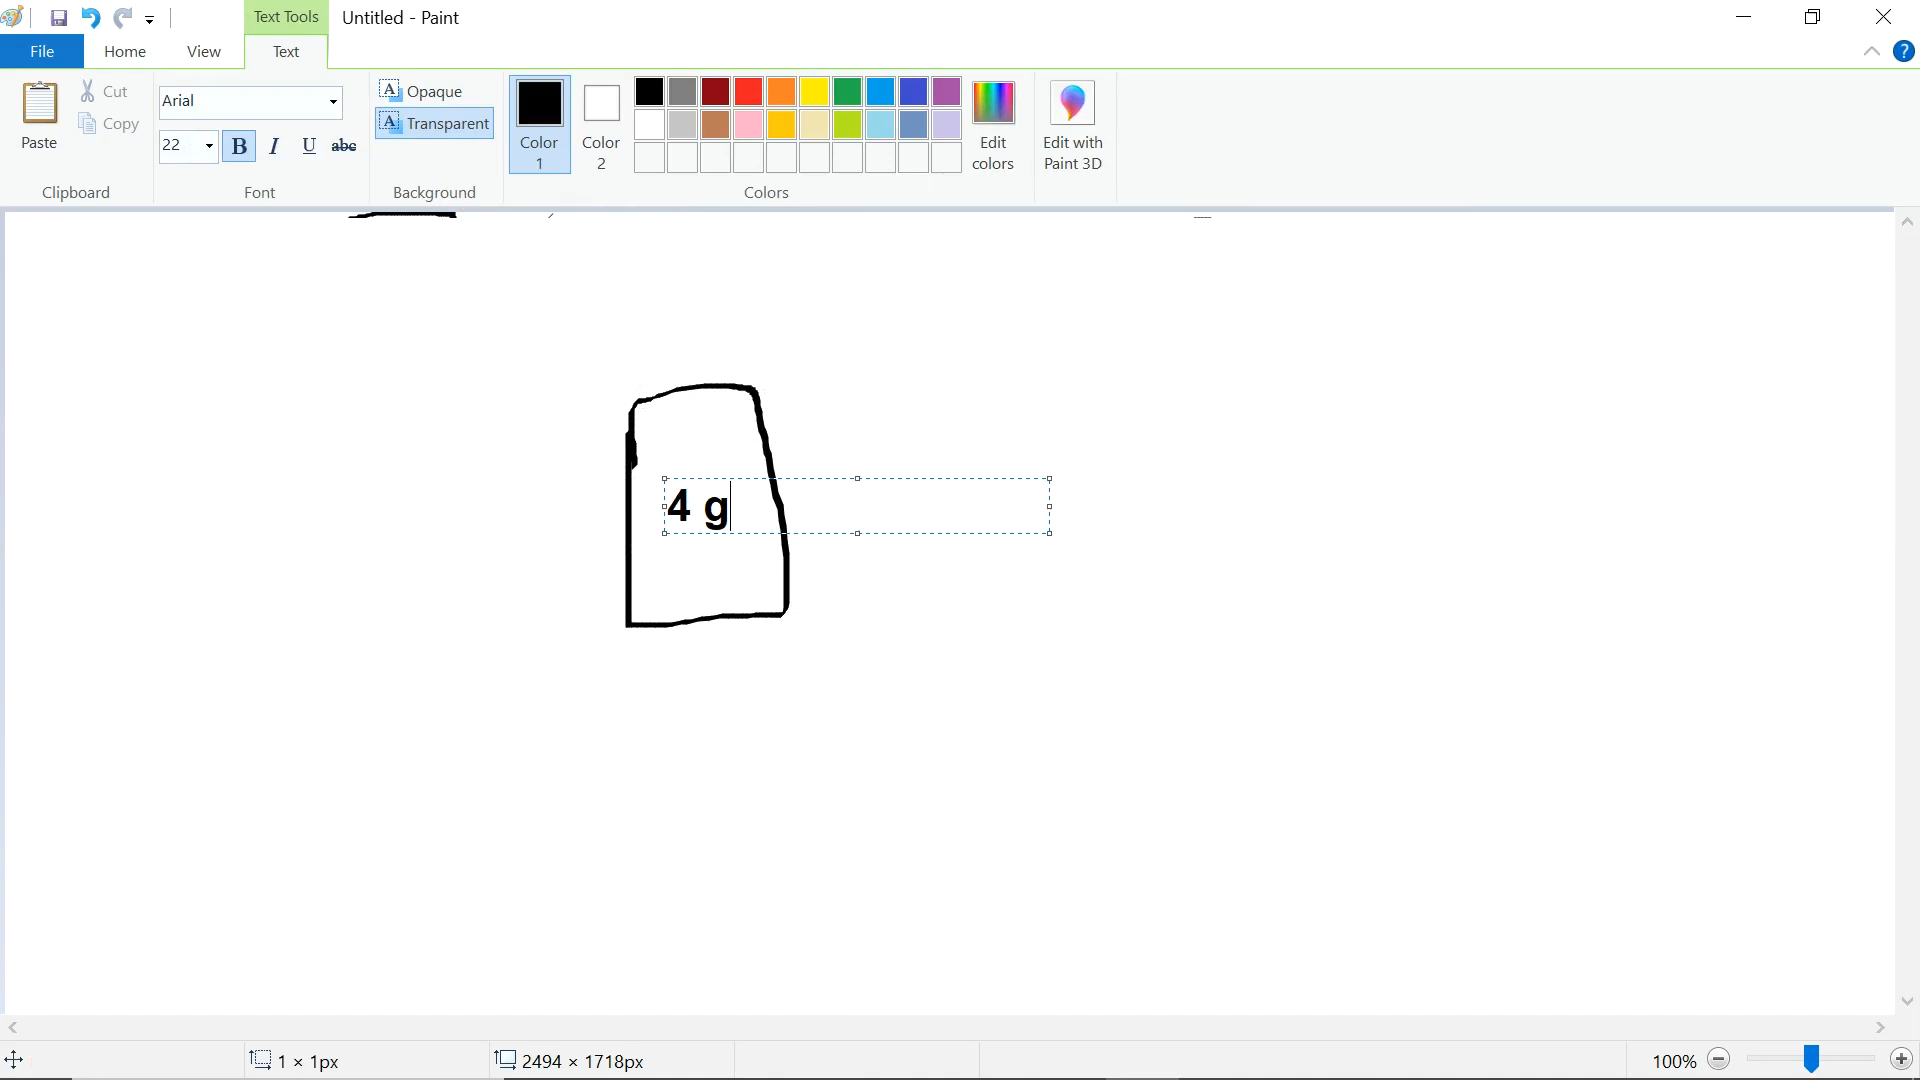 Text Tools
Untitled - Paint
File
Home
View
Text
Paste
Cut
Copy
Clipboard
Arial
22
B I U abc
Font
A Opaque
A Transparent
Background
Color 1
Color 2
Colors
Edit colors
Edit with Paint 3D
?
4 g
1 × 1px
2494 × 1718px
100%